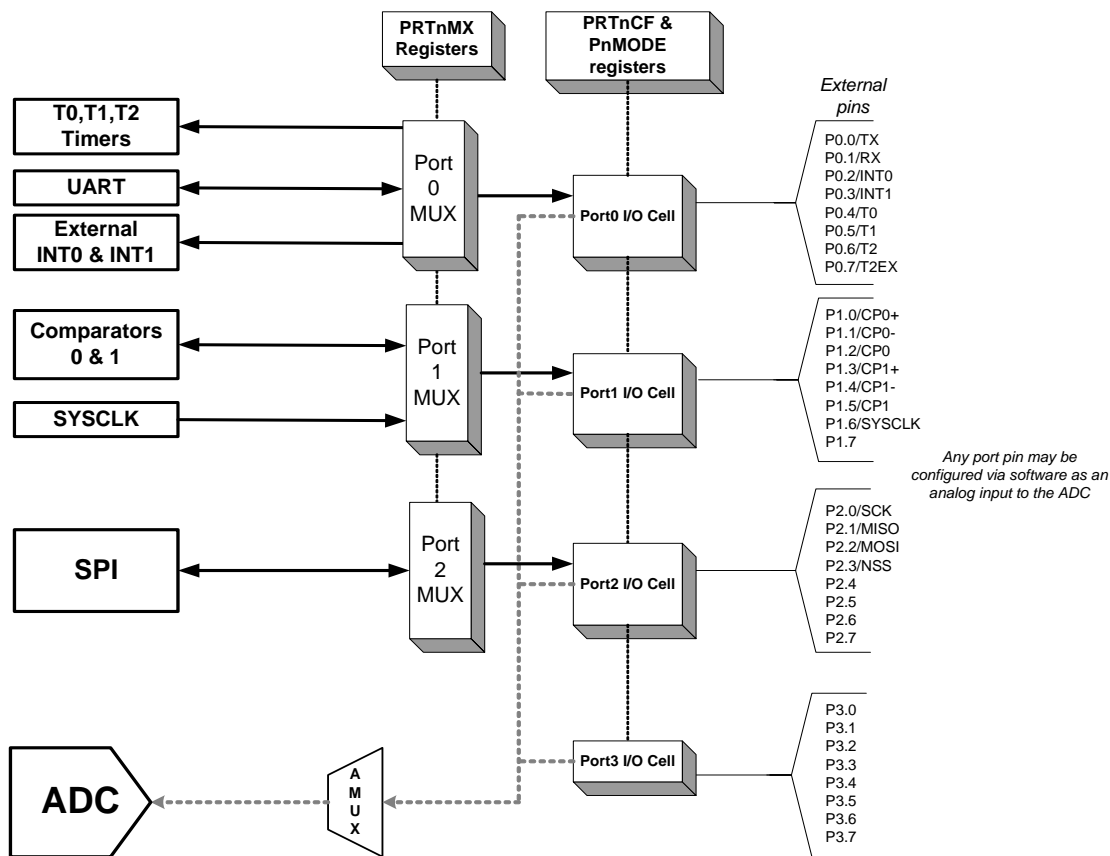 PRTnMX
Registers
PRTnCF &
PnMODE
registers
External
pins
T0,T1,T2
Timers
UART
External
INT0 & INT1
Port
0
MUX
Port0 I/O Cell
P0.0/TX
P0.1/RX
P0.2/INT0
P0.3/INT1
P0.4/T0
P0.5/T1
P0.6/T2
P0.7/T2EX
Comparators
0 & 1
SYSCLK
Port
1
MUX
Port1 I/O Cell
P1.0/CP0+
P1.1/CP0-
P1.2/CP0
P1.3/CP1+
P1.4/CP1-
P1.5/CP1
P1.6/SYSCLK
P1.7
Any port pin may be
configured via software as an
analog input to the ADC
SPI
Port
2
MUX
Port2 I/O Cell
P2.0/SCK
P2.1/MISO
P2.2/MOSI
P2.3/NSS
P2.4
P2.5
P2.6
P2.7
ADC
A
M
U
X
Port3 I/O Cell
P3.0
P3.1
P3.2
P3.3
P3.4
P3.5
P3.6
P3.7